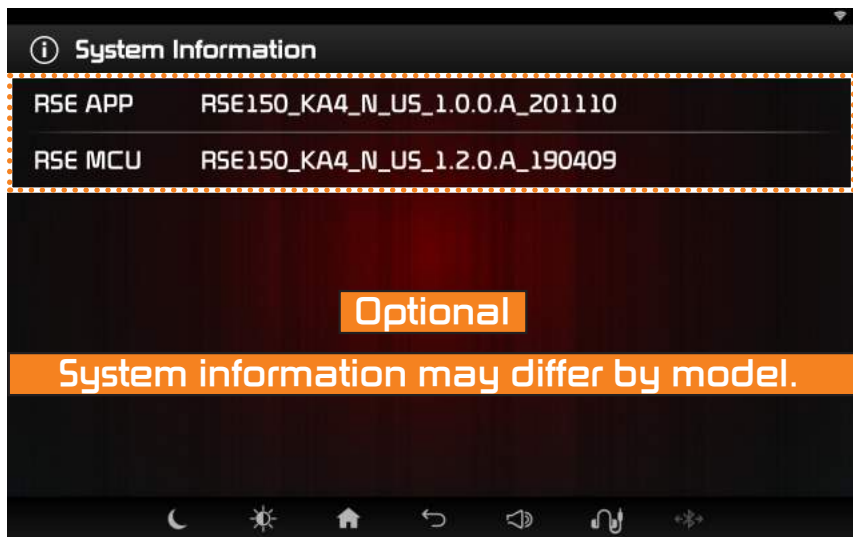 System Information
RSE APP RSE150_KA4_N_US_1.0.0.A_201110
RSE MCU RSE150_KA4_N_US_1.2.0.A_190409
Optional
System information may differ by model.